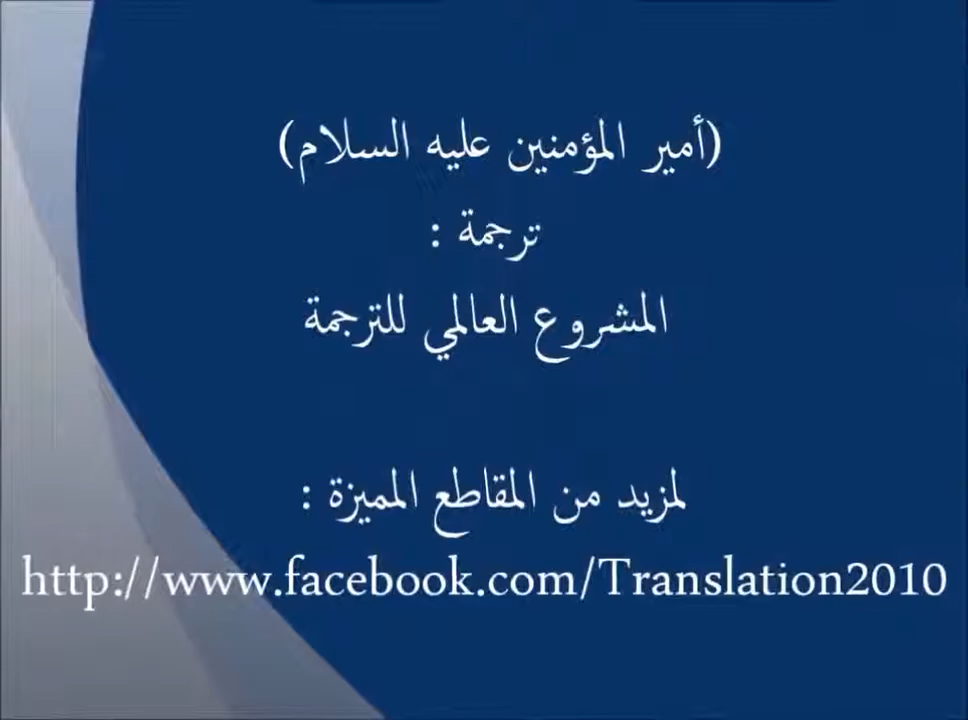 (أمير المؤمنين عليه السلام)
ترجمة :
المشروع العالمي للترجمة
لمزيد من المقاطع المميزة :
http://www.facebook.com/Translation2010